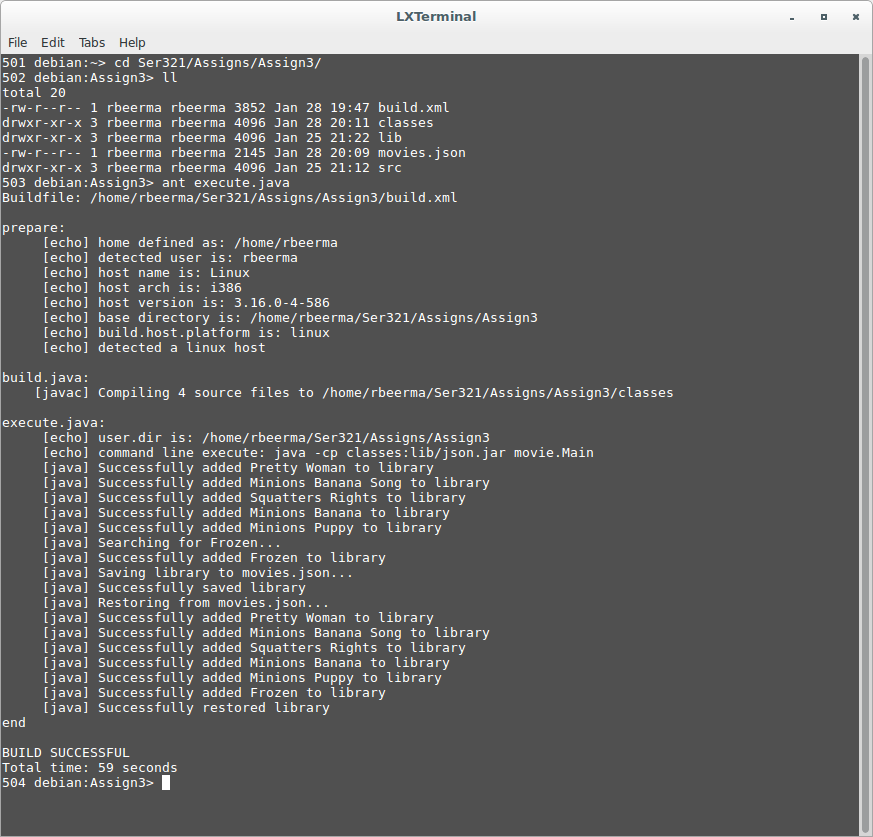 LXTerminal
File Edit Tabs Help
501 debian:~> cd Ser321/Assigns/Assign3/
502 debian:Assign3> ll
total 20
-rw-r--r-- 1 rbeerma rbeerma 3852 Jan 28 19:47 build.xml
drwxr-xr-x 3 rbeerma rbeerma 4096 Jan 28 20:11 classes
drwxr-xr-x 3 rbeerma rbeerma 4096 Jan 25 21:22 lib
-rw-r--r-- 1 rbeerma rbeerma 2145 Jan 28 20:09 movies.json
drwxr-xr-x 3 rbeerma rbeerma 4096 Jan 25 21:12 src
503 debian:Assign3> ant execute.java
Buildfile: /home/rbeerma/Ser321/Assigns/Assign3/build.xml

prepare:
     [echo] home defined as: /home/rbeerma
     [echo] detected user is: rbeerma
     [echo] host name is: Linux
     [echo] host arch is: i386
     [echo] host version is: 3.16.0-4-586
     [echo] base directory is: /home/rbeerma/Ser321/Assigns/Assign3
     [echo] build.host.platform is: linux
     [echo] detected a linux host

build.java:
    [javac] Compiling 4 source files to /home/rbeerma/Ser321/Assigns/Assign3/classes

execute.java:
     [echo] user.dir is: /home/rbeerma/Ser321/Assigns/Assign3
     [echo] command line execute: java -cp classes:lib/json.jar movie.Main
     [java] Successfully added Pretty Woman to library
     [java] Successfully added Minions Banana Song to library
     [java] Successfully added Squatters Rights to library
     [java] Successfully added Minions Banana to library
     [java] Successfully added Minions Puppy to library
     [java] Searching for Frozen...
     [java] Successfully added Frozen to library
     [java] Saving library to movies.json...
     [java] Successfully saved library
     [java] Restoring from movies.json...
     [java] Successfully added Pretty Woman to library
     [java] Successfully added Minions Banana Song to library
     [java] Successfully added Squatters Rights to library
     [java] Successfully added Minions Banana to library
     [java] Successfully added Minions Puppy to library
     [java] Successfully added Frozen to library
     [java] Successfully restored library
end

BUILD SUCCESSFUL
Total time: 59 seconds
504 debian:Assign3>